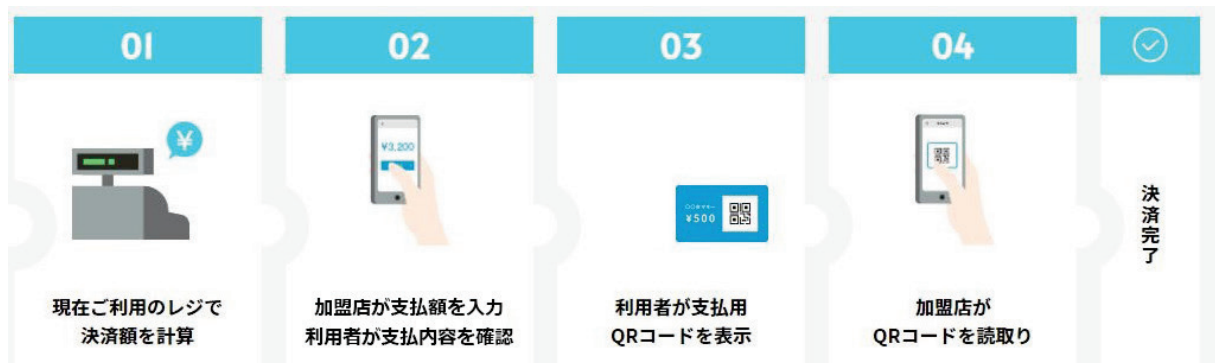 01
02
03
04
¥
¥3,200
¥500
現在ご利用のレジで
決済額を計算
加盟店が支払額を入力
利用者が支払内容を確認
利用者が支払用
QRコードを表示
加盟店が
QRコードを読取り
決済完了